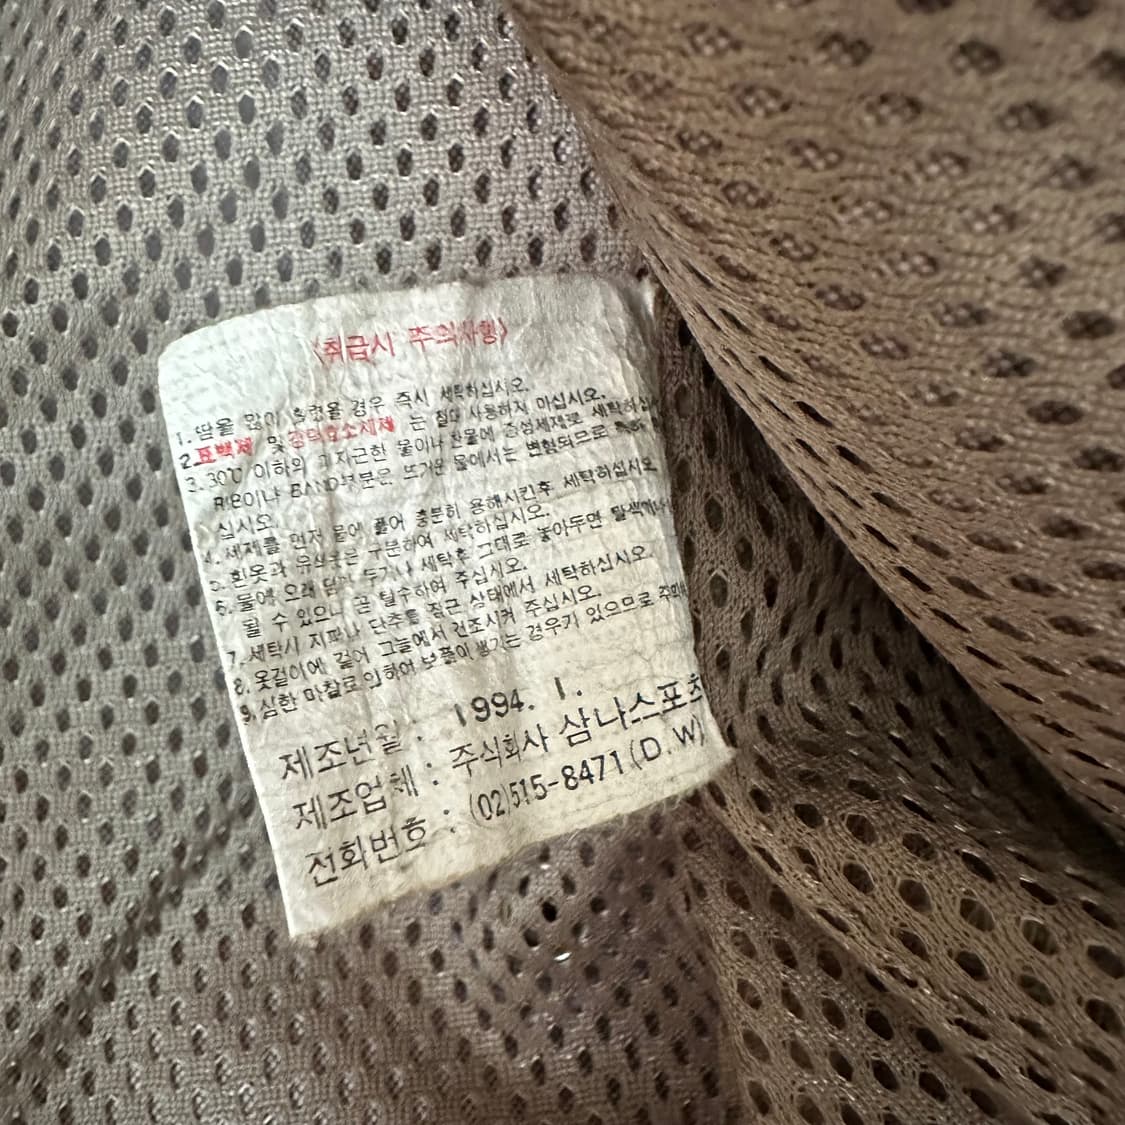 <취급시 주의사항>
1. 땀을 많이 흘렸을 경우 즉시 세탁하십시오.
2. 표백제 및 강력효소세제 는 절대 사용하지 마십시오.
3. 30℃ 이하의 미지근한 물이나 찬물에 중성세제로 세탁하십
BAND부분은 뜨거운 물에서는 변형되므로 특히
십시오.
4. 세제를 먼저 물에 풀어 충분히 용해시킨후 세탁하십시오.
5. 흰옷과 유색옷은 구분하여 세탁하십시오.
6. 물에 오래 담가 두거나 세탁후 그대로 놓아두면 탈색이나
될 수 있으니 곧 탈수하여 주십시오.
7. 세탁시 지퍼나 단추를 잠근 상태에서 세탁하십시오.
8. 옷걸이에 걸어 그늘에서 건조시켜 주십시오.
9. 심한 마찰로 인하여 보풀이 생기는 경우가 있으므로 주의
제조년월 : 1994. 1.
제조업체 : 주식회사 삼나스포츠
전화번호 : (02)515-8471(D.W)